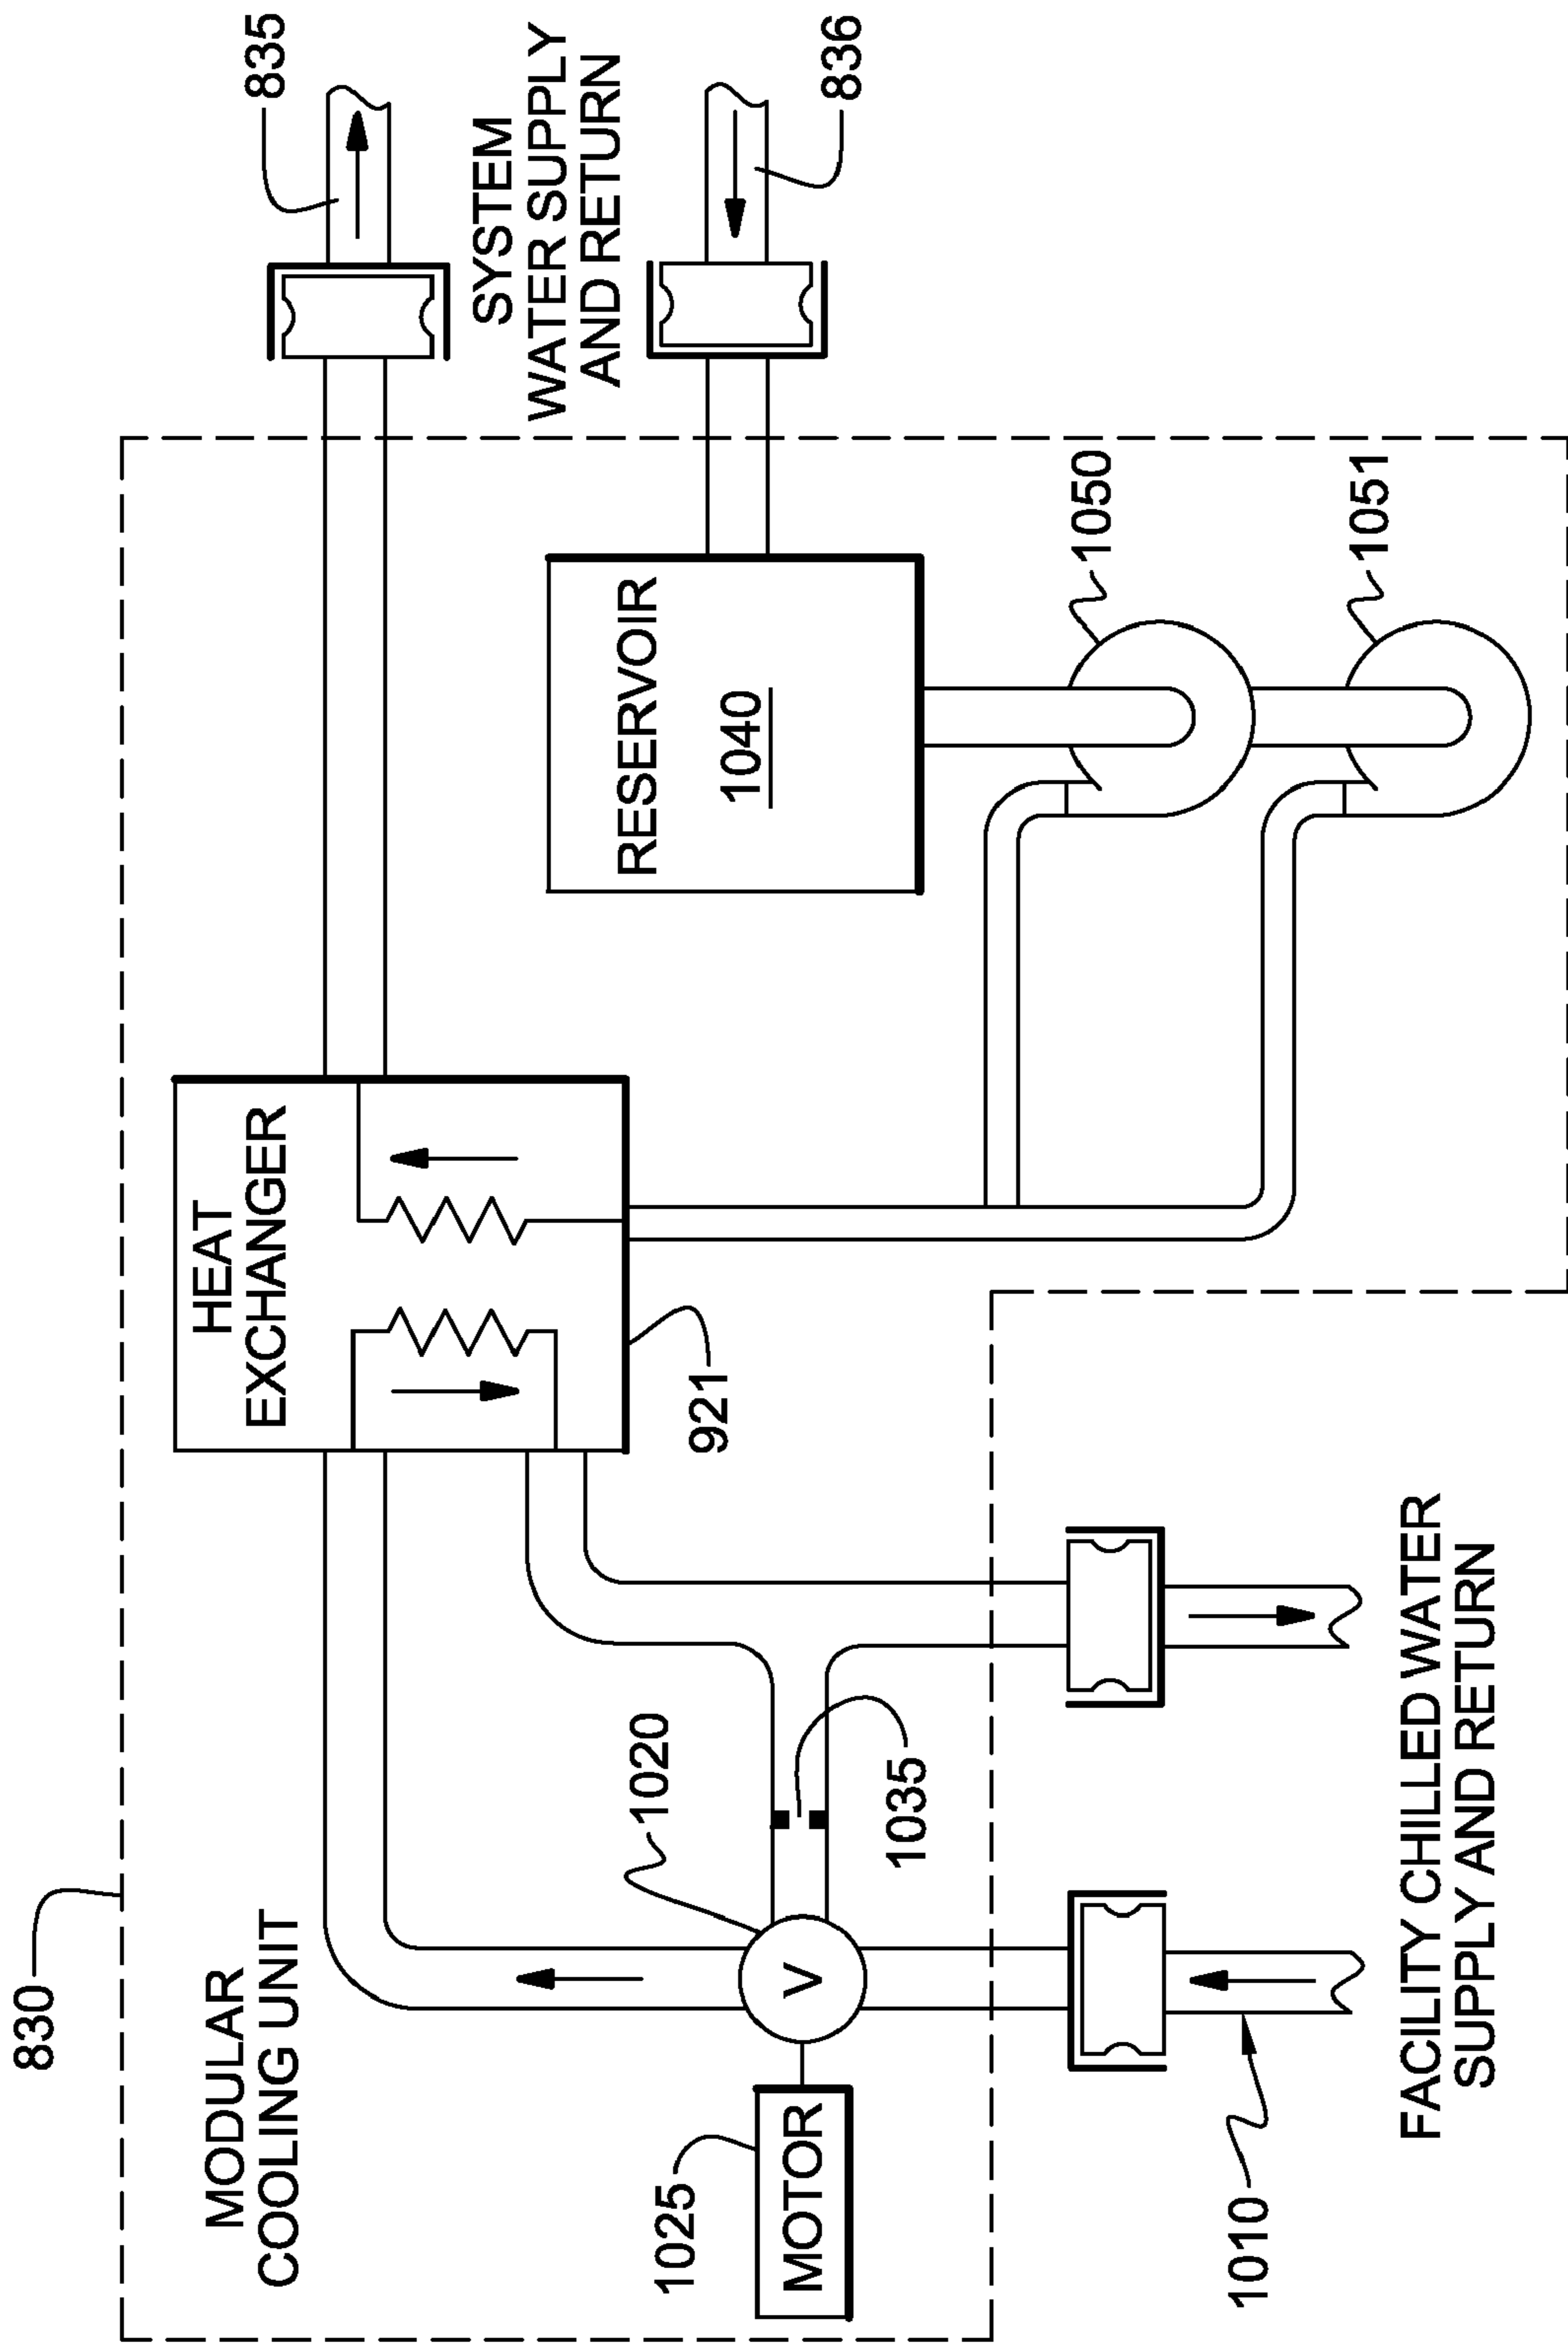 830
MODULAR
COOLING UNIT
HEAT
EXCHANGER
835
SYSTEM
WATER SUPPLY
AND RETURN
836
RESERVOIR
1040
921
1020
1025
MOTOR
V
1035
1050
1051
1010
FACILITY CHILLED WATER
SUPPLY AND RETURN